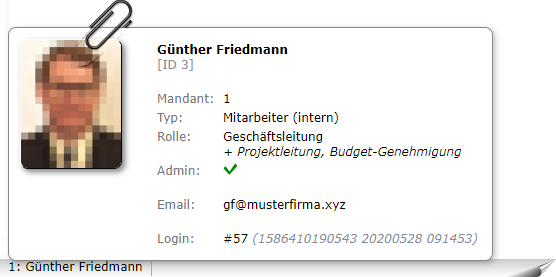 Günther Friedmann
[ID 3]
Mandant: 1
Typ: Mitarbeiter (intern)
Rolle: Geschäftsleitung
+ Projektleitung, Budget-Genehmigung
Admin:
Email: gf@musterfirma.xyz
Login: #57 (1586410190543 20200528 091453)
1: Günther Friedmann